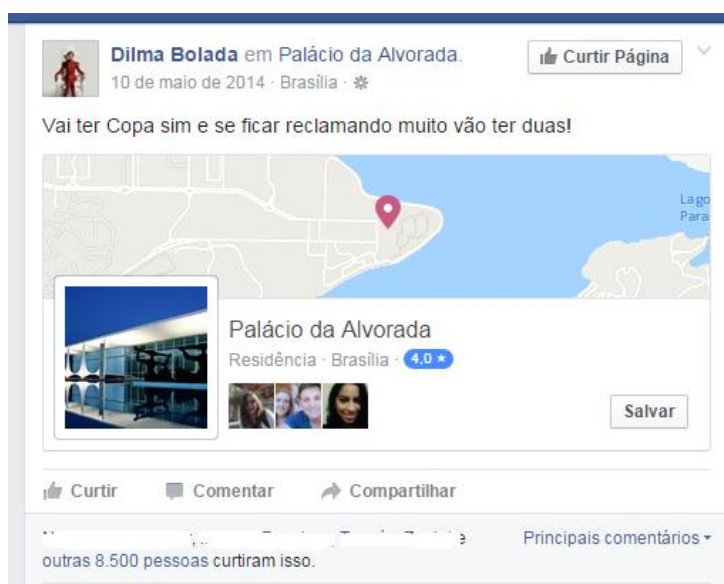 Dilma Bolada em Palácio da Alvorada.
Curtir Página
10 de maio de 2014 · Brasília ·
Vai ter Copa sim e se ficar reclamando muito vão ter duas!
Lago
Para
Palácio da Alvorada
Residência · Brasília · 4,0 ★
Salvar
Curtir Comentar Compartilhar
e Principais comentários
outras 8.500 pessoas curtiram isso.